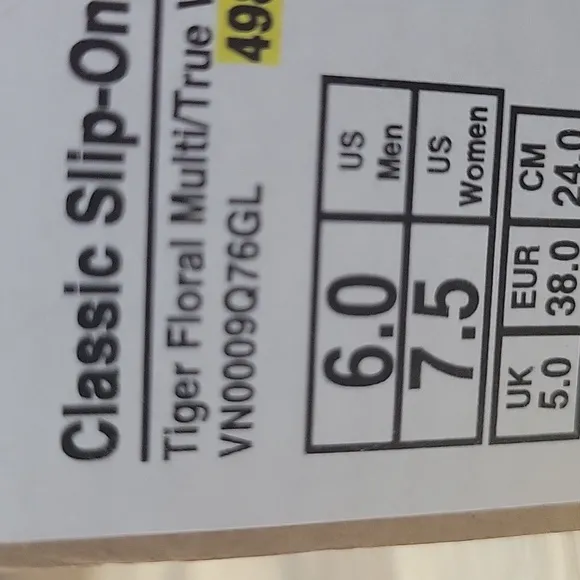 Classic Slip-On
Tiger Floral Multi/True
VN0009Q76GL
6.0 US Men
7.5 US Women
UK EUR CM
5.0 38.0 24.0